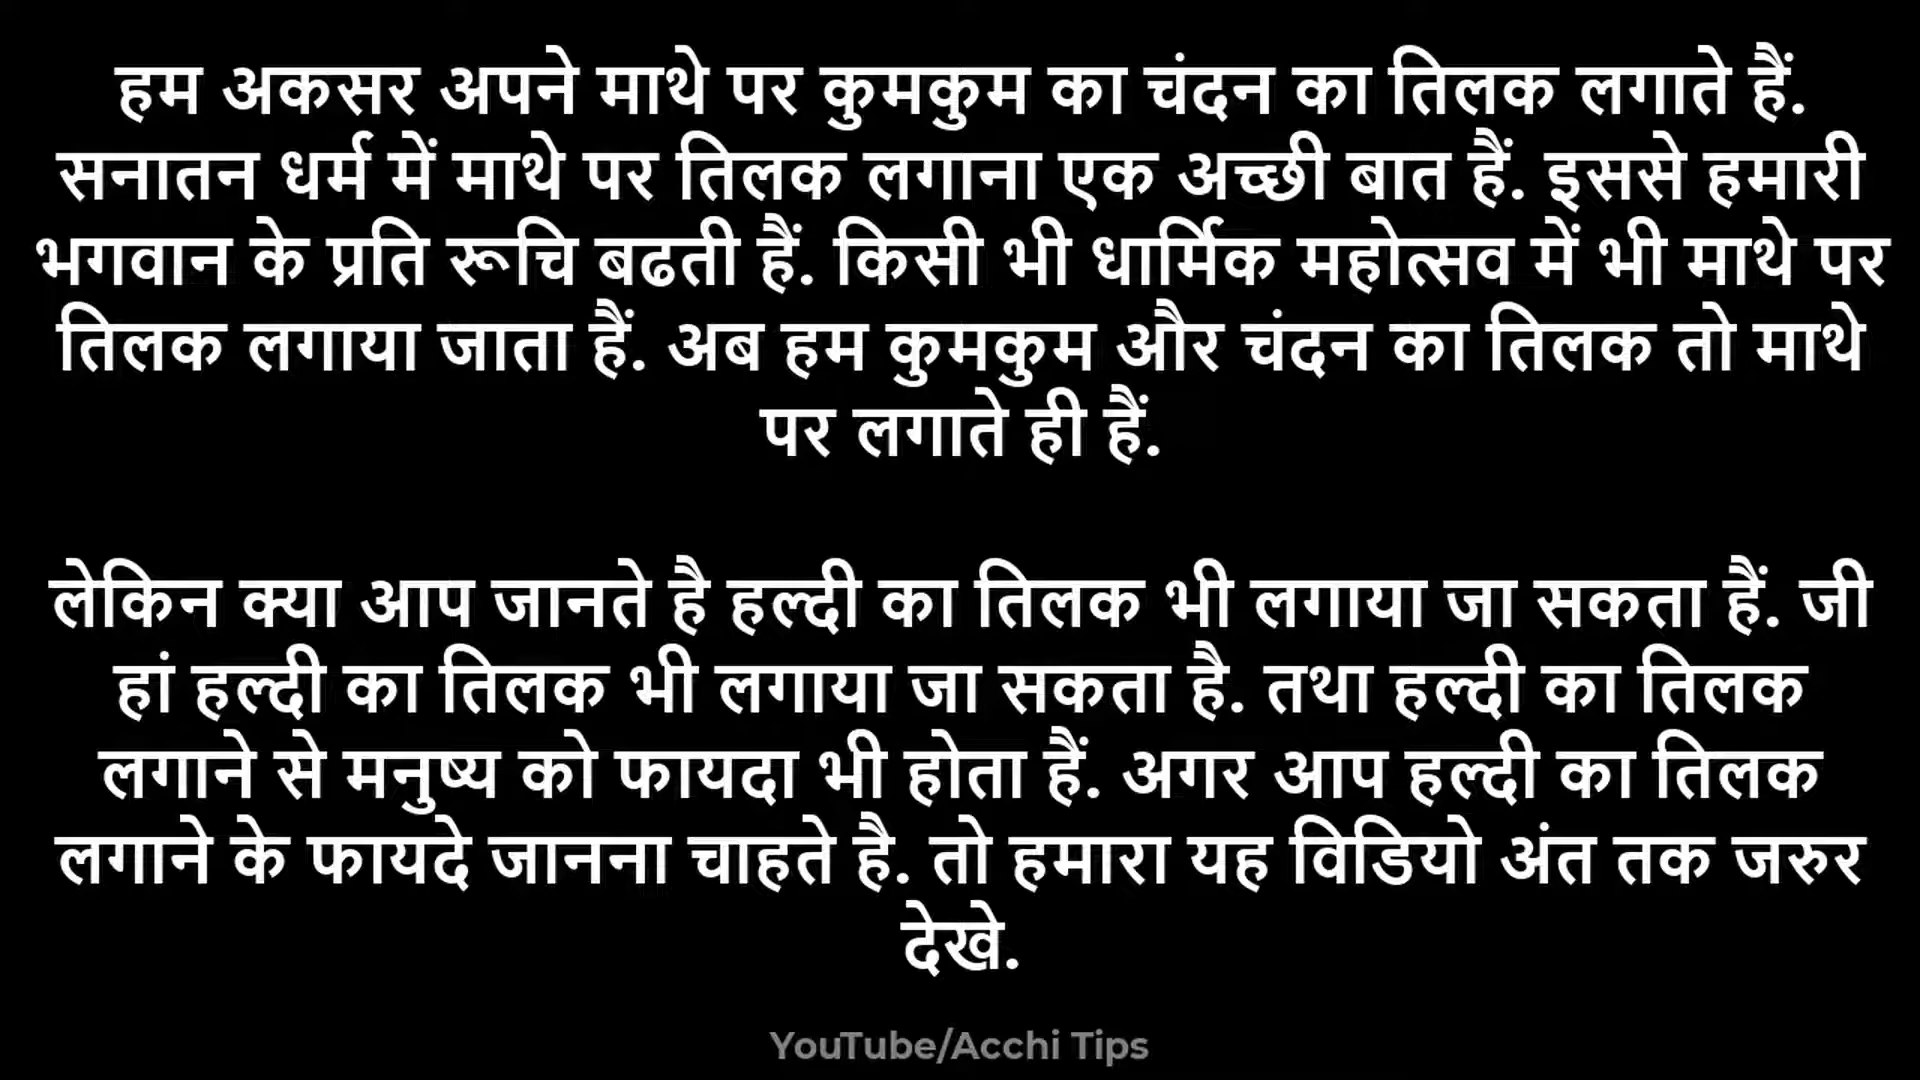 हम अकसर अपने माथे पर कुमकुम का चंदन का तिलक लगाते हैं.
सनातन धर्म में माथे पर तिलक लगाना एक अच्छी बात हैं. इससे हमारी
भगवान के प्रति रूचि बढती हैं. किसी भी धार्मिक महोत्सव में भी माथे पर
तिलक लगाया जाता हैं. अब हम कुमकुम और चंदन का तिलक तो माथे
पर लगाते ही हैं.
लेकिन क्या आप जानते है हल्दी का तिलक भी लगाया जा सकता हैं. जी
हां हल्दी का तिलक भी लगाया जा सकता है. तथा हल्दी का तिलक
लगाने से मनुष्य को फायदा भी होता हैं. अगर आप हल्दी का तिलक
लगाने के फायदे जानना चाहते है. तो हमारा यह विडियो अंत तक जरुर
देखे.
YouTube/Acchi Tips